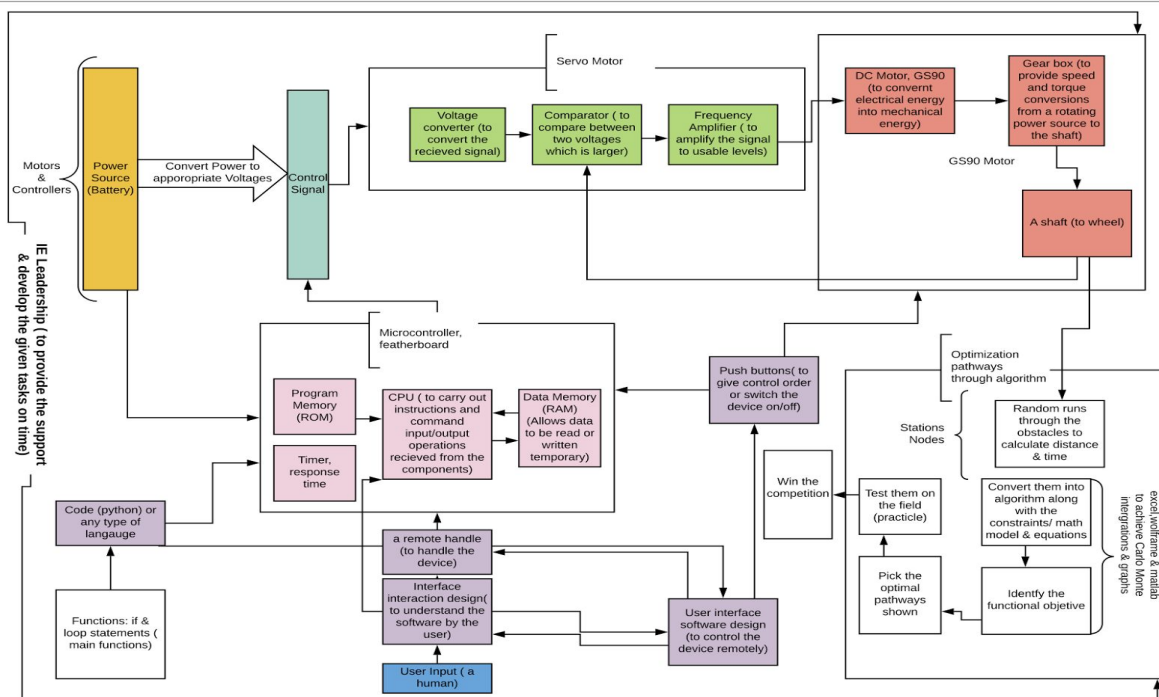 Servo Motor
Motors
&
Controllers
Power
Source
(Battery)
Convert Power to
apporopriate Voltages
Control
Signal
Voltage
converter (to
convert the
recieved signal)
Comparator ( to
compare between
two voltages
which is larger)
Frequency
Amplifier ( to
amplify the signal
to usable levels)
DC Motor, GS90
(to convernt
electrical energy
into mechanical
energy)
Gear box (to
provide speed
and torque
conversions
from a rotating
power source to
the shaft)
GS90 Motor
A shaft (to wheel)
IE Leadership ( to provide the support
& develop the given tasks on time)
Microcontroller,
featherboard
Program
Memory
(ROM)
CPU ( to carry out
instructions and
command
input/output
operations
recieved from the
components)
Data Memory
(RAM)
(Allows data
to be read or
written
temporary)
Timer,
response
time
Push buttons( to
give control order
or switch the
device on/off)
Optimization
pathways
through algorithm
Stations
Nodes
Random runs
through the
obstacles to
calculate distance
& time
Win the
competition
Test them on
the field
(practicle)
Convert them into
algorithm along
with the
constraints/ math
model & equations
excel,wolframe & matlab
to achieve Carlo Monte
intergrations & graphs
Pick the
optimal
pathways
shown
Identfy the
functional objetive
Code (python) or
any type of
langauge
Functions: if &
loop statements (
main functions)
a remote handle
(to handle the
device)
Interface
interaction design(
to understand the
software by the
user)
User interface
software design
(to control the
device remotely)
User Input ( a
human)